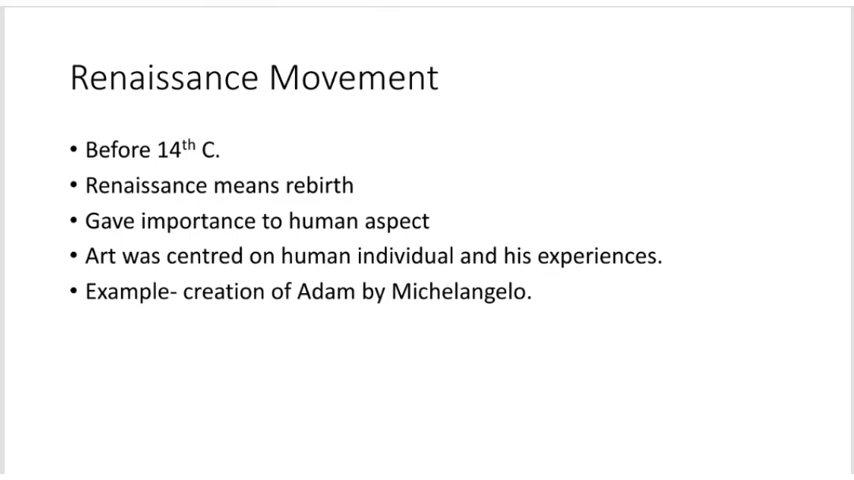 Renaissance Movement
• Before 14th C.
• Renaissance means rebirth
• Gave importance to human aspect
• Art was centred on human individual and his experiences.
• Example- creation of Adam by Michelangelo.